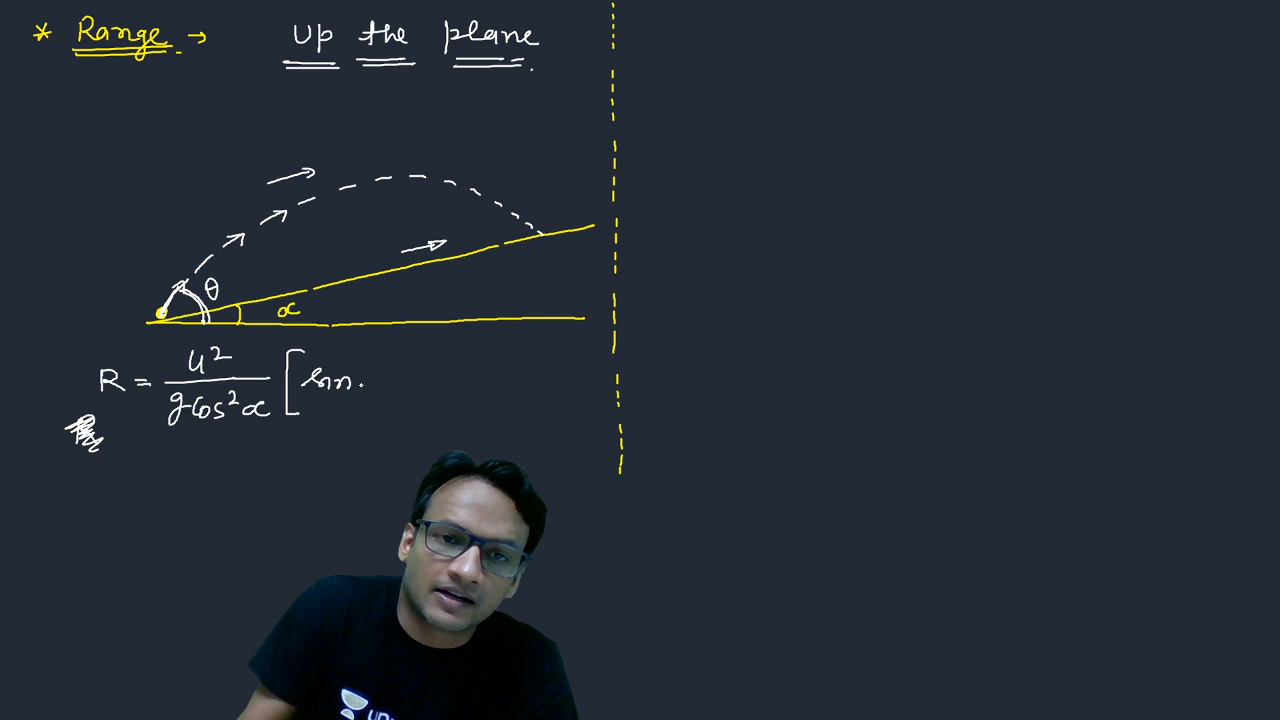 * Range → up the plane
θ
α
R = u² / g cos²α [ sin